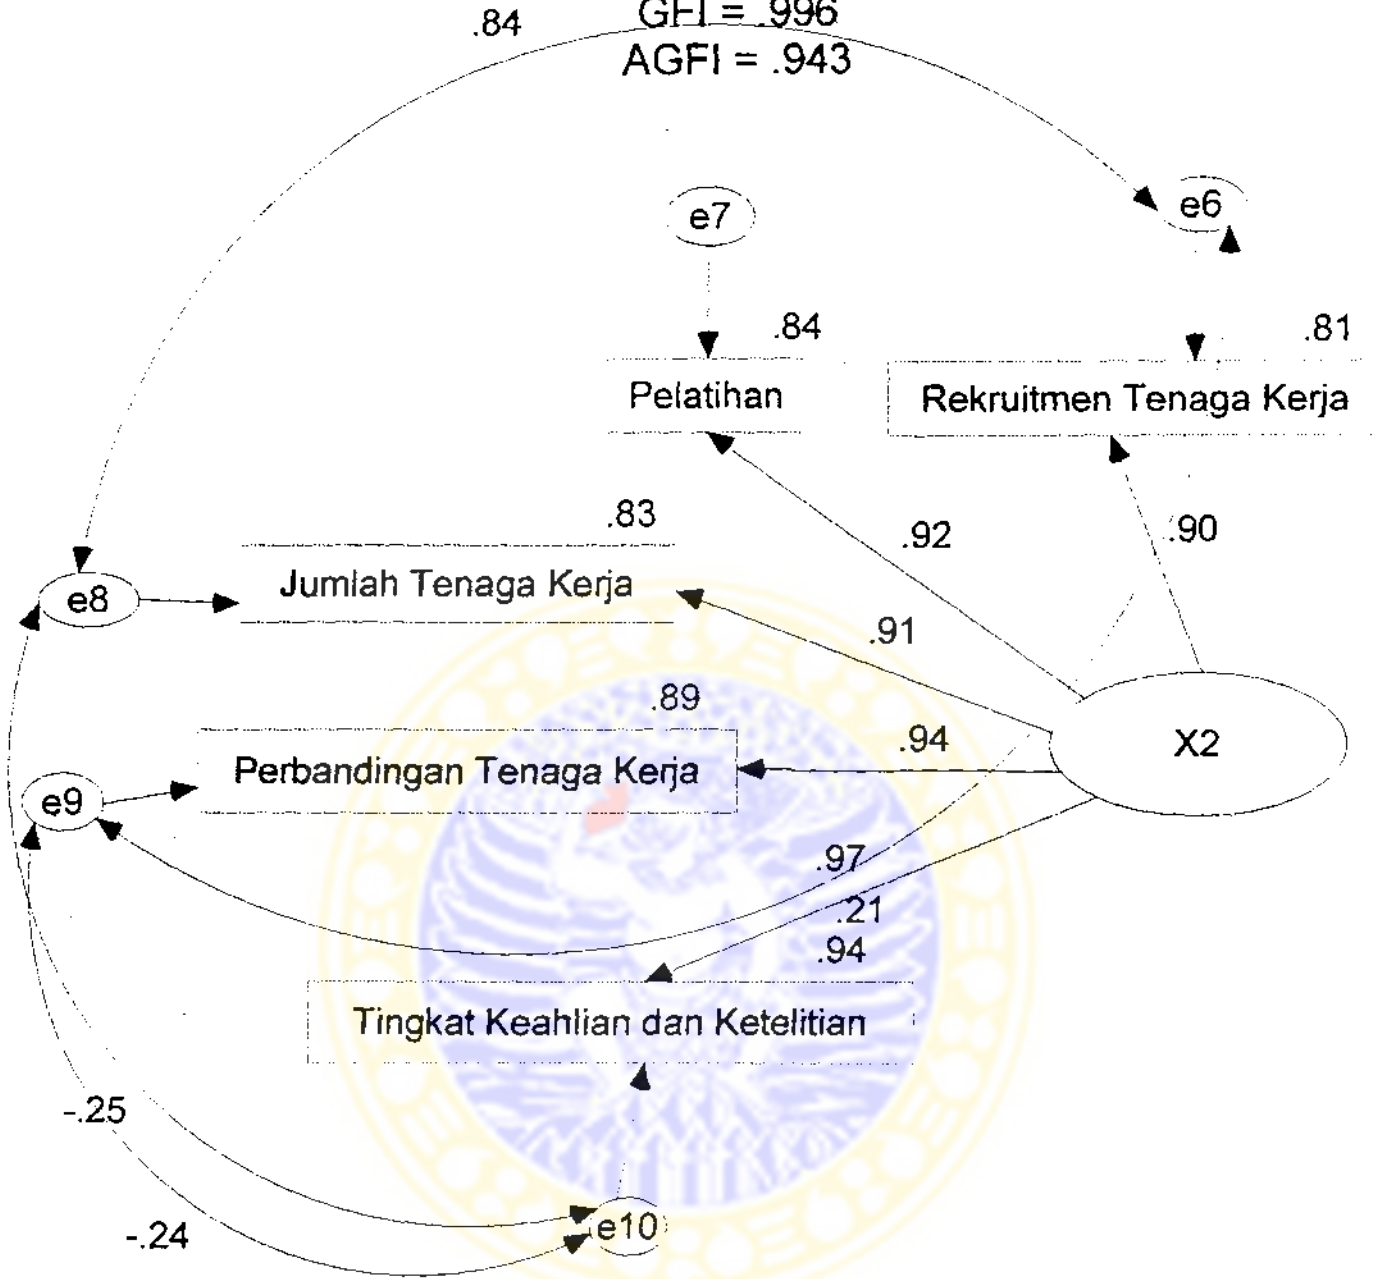 .84
GFI = .996
AGFI = .943
e7
e6
.84
.81
Pelatihan
Rekruitmen Tenaga Kerja
.83
.92
.90
e8
Jumlah Tenaga Kerja
.91
.89
.94
X2
Perbandingan Tenaga Kerja
e9
.97
.21
.94
Tingkat Keahlian dan Ketelitian
-.25
-.24
e10